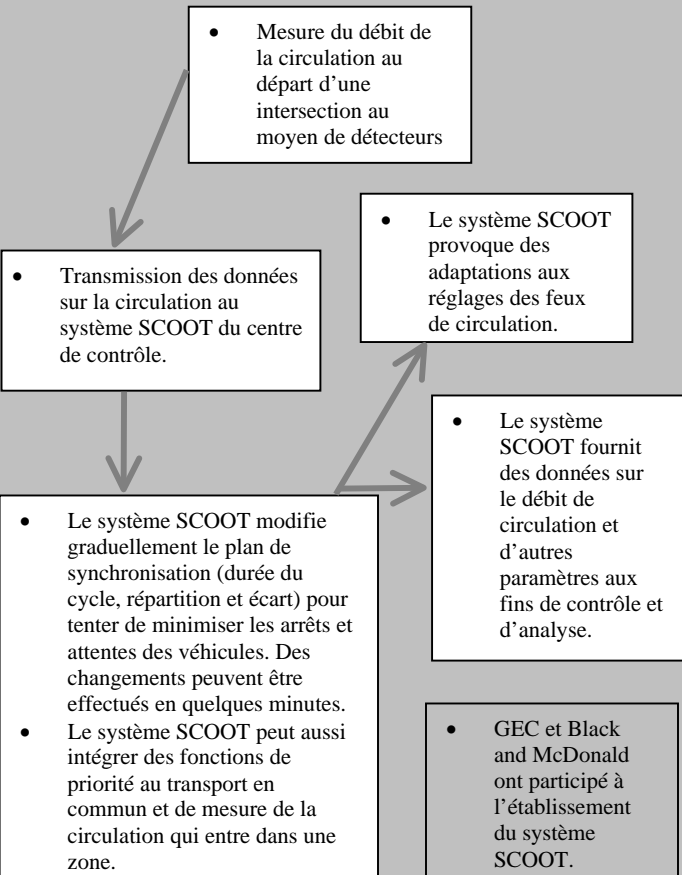 • Mesure du débit de
la circulation au
départ d’une
intersection au
moyen de détecteurs
• Transmission des données
sur la circulation au
système SCOOT du centre
de contrôle.
• Le système SCOOT
provoque des
adaptations aux
réglages des feux
de circulation.
• Le système SCOOT modifie
graduellement le plan de
synchronisation (durée du
cycle, répartition et écart) pour
tenter de minimiser les arrêts et
attentes des véhicules. Des
changements peuvent être
effectués en quelques minutes.
• Le système SCOOT peut aussi
intégrer des fonctions de
priorité au transport en
commun et de mesure de la
circulation qui entre dans une
zone.
• Le système
SCOOT fournit
des données sur
le débit de
circulation et
d’autres
paramètres aux
fins de contrôle et
d’analyse.
• GEC et Black
and McDonald
ont participé à
l’établissement
du système
SCOOT.